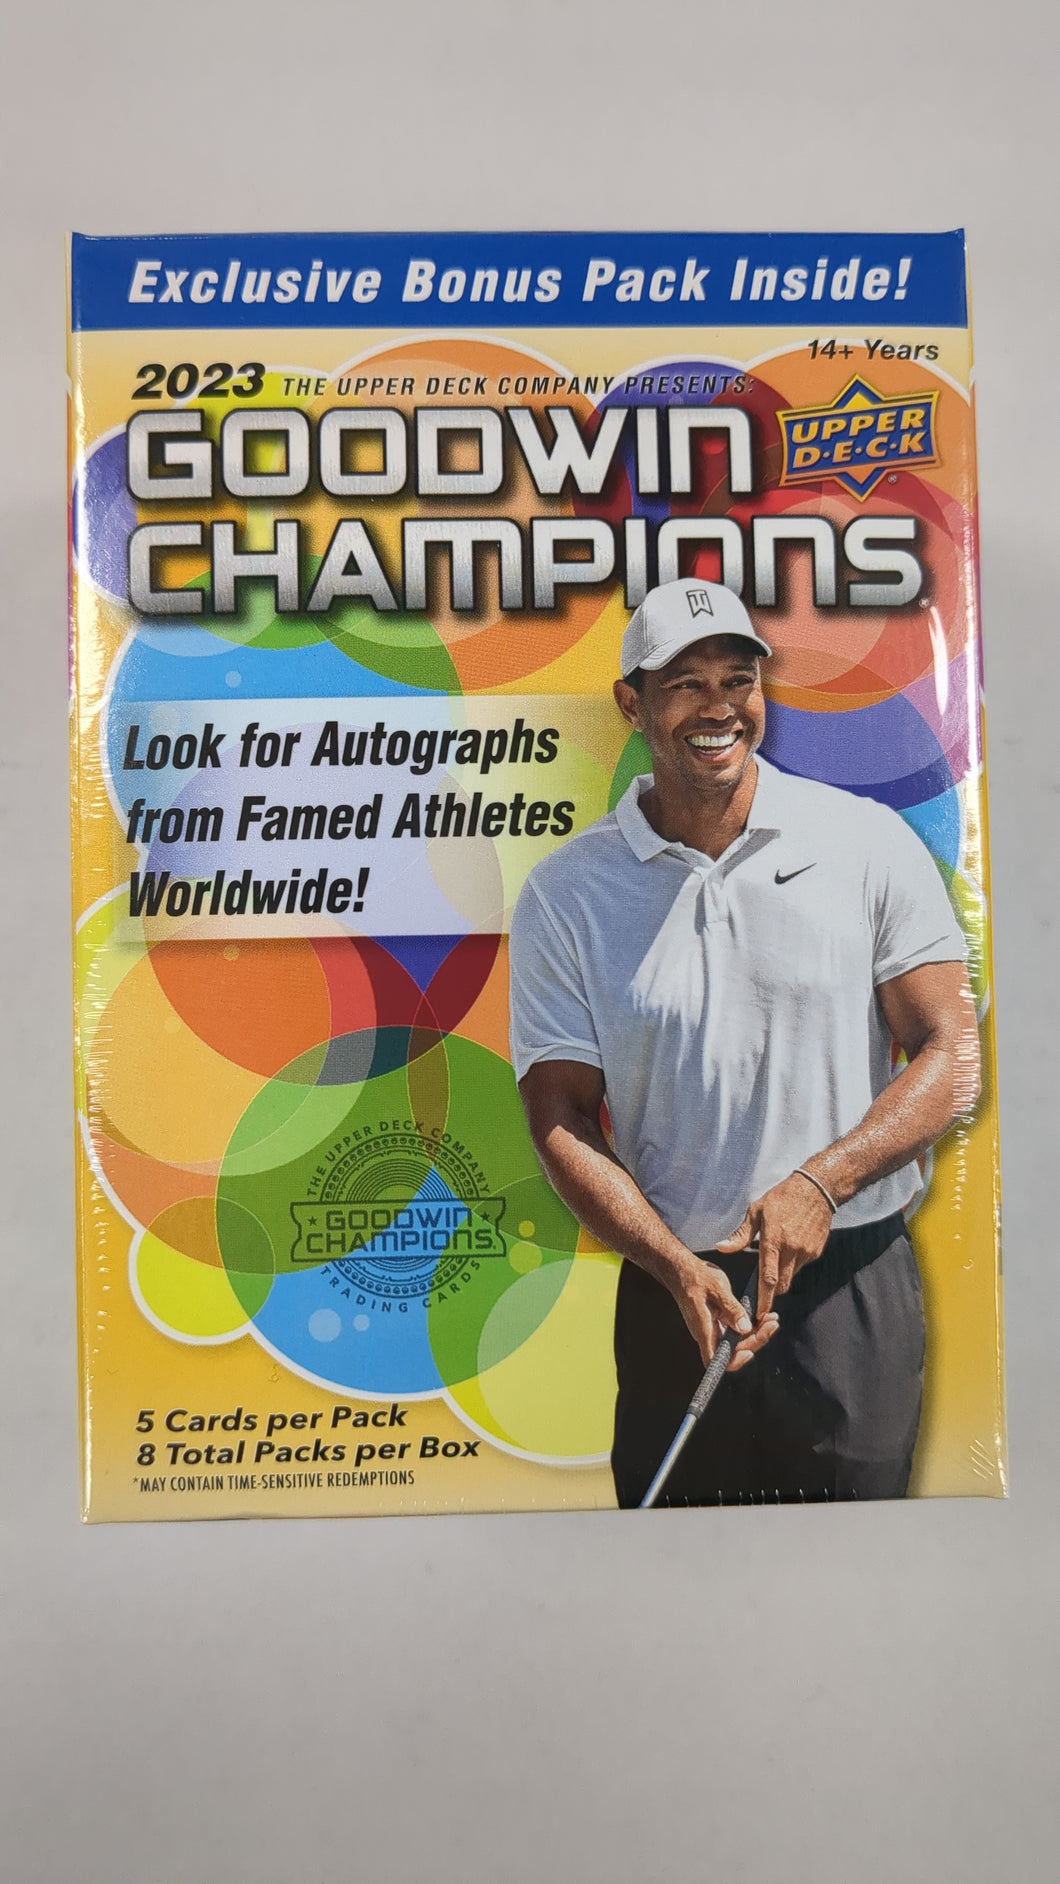 Exclusive Bonus Pack Inside!
14+ Years
2023 THE UPPER DECK COMPANY PRESENTS:
GOODWIN
CHAMPIONS®
UPPER
D•E•C•K®
TW
Look for Autographs
from Famed Athletes
Worldwide!
THE UPPER DECK COMPANY
GOODWIN
CHAMPIONS
TRADING CARDS
5 Cards per Pack
8 Total Packs per Box
*MAY CONTAIN TIME-SENSITIVE REDEMPTIONS